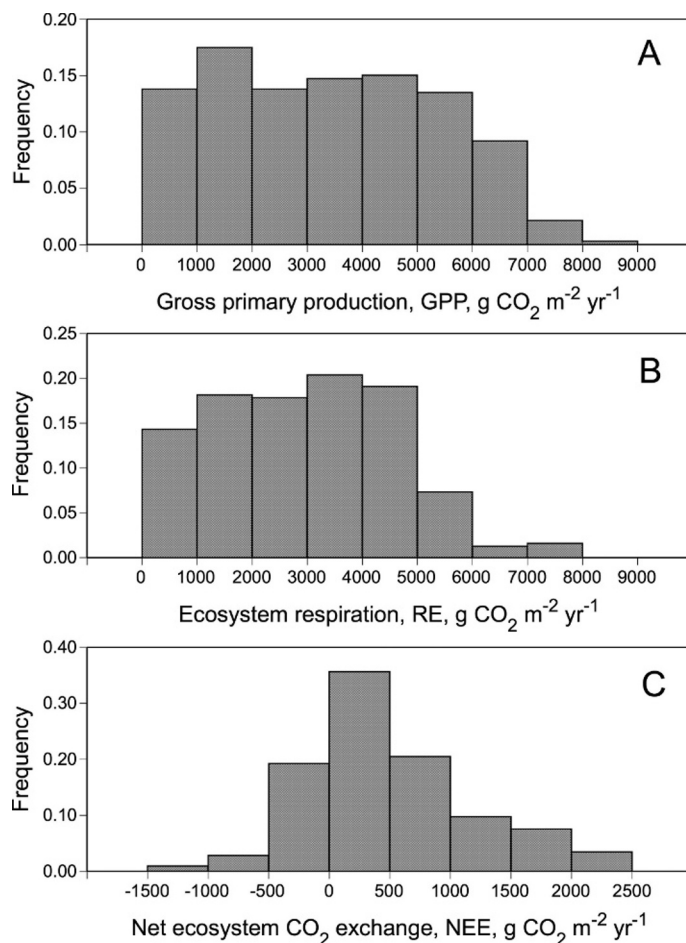 A
Frequency
0.20
0.15
0.10
0.05
0.00
0 1000 2000 3000 4000 5000 6000 7000 8000 9000
Gross primary production, GPP, g CO₂ m⁻² yr⁻¹
B
Frequency
0.25
0.20
0.15
0.10
0.05
0.00
0 1000 2000 3000 4000 5000 6000 7000 8000 9000
Ecosystem respiration, RE, g CO₂ m⁻² yr⁻¹
C
Frequency
0.40
0.30
0.20
0.10
0.00
-1500 -1000 -500 0 500 1000 1500 2000 2500
Net ecosystem CO₂ exchange, NEE, g CO₂ m⁻² yr⁻¹